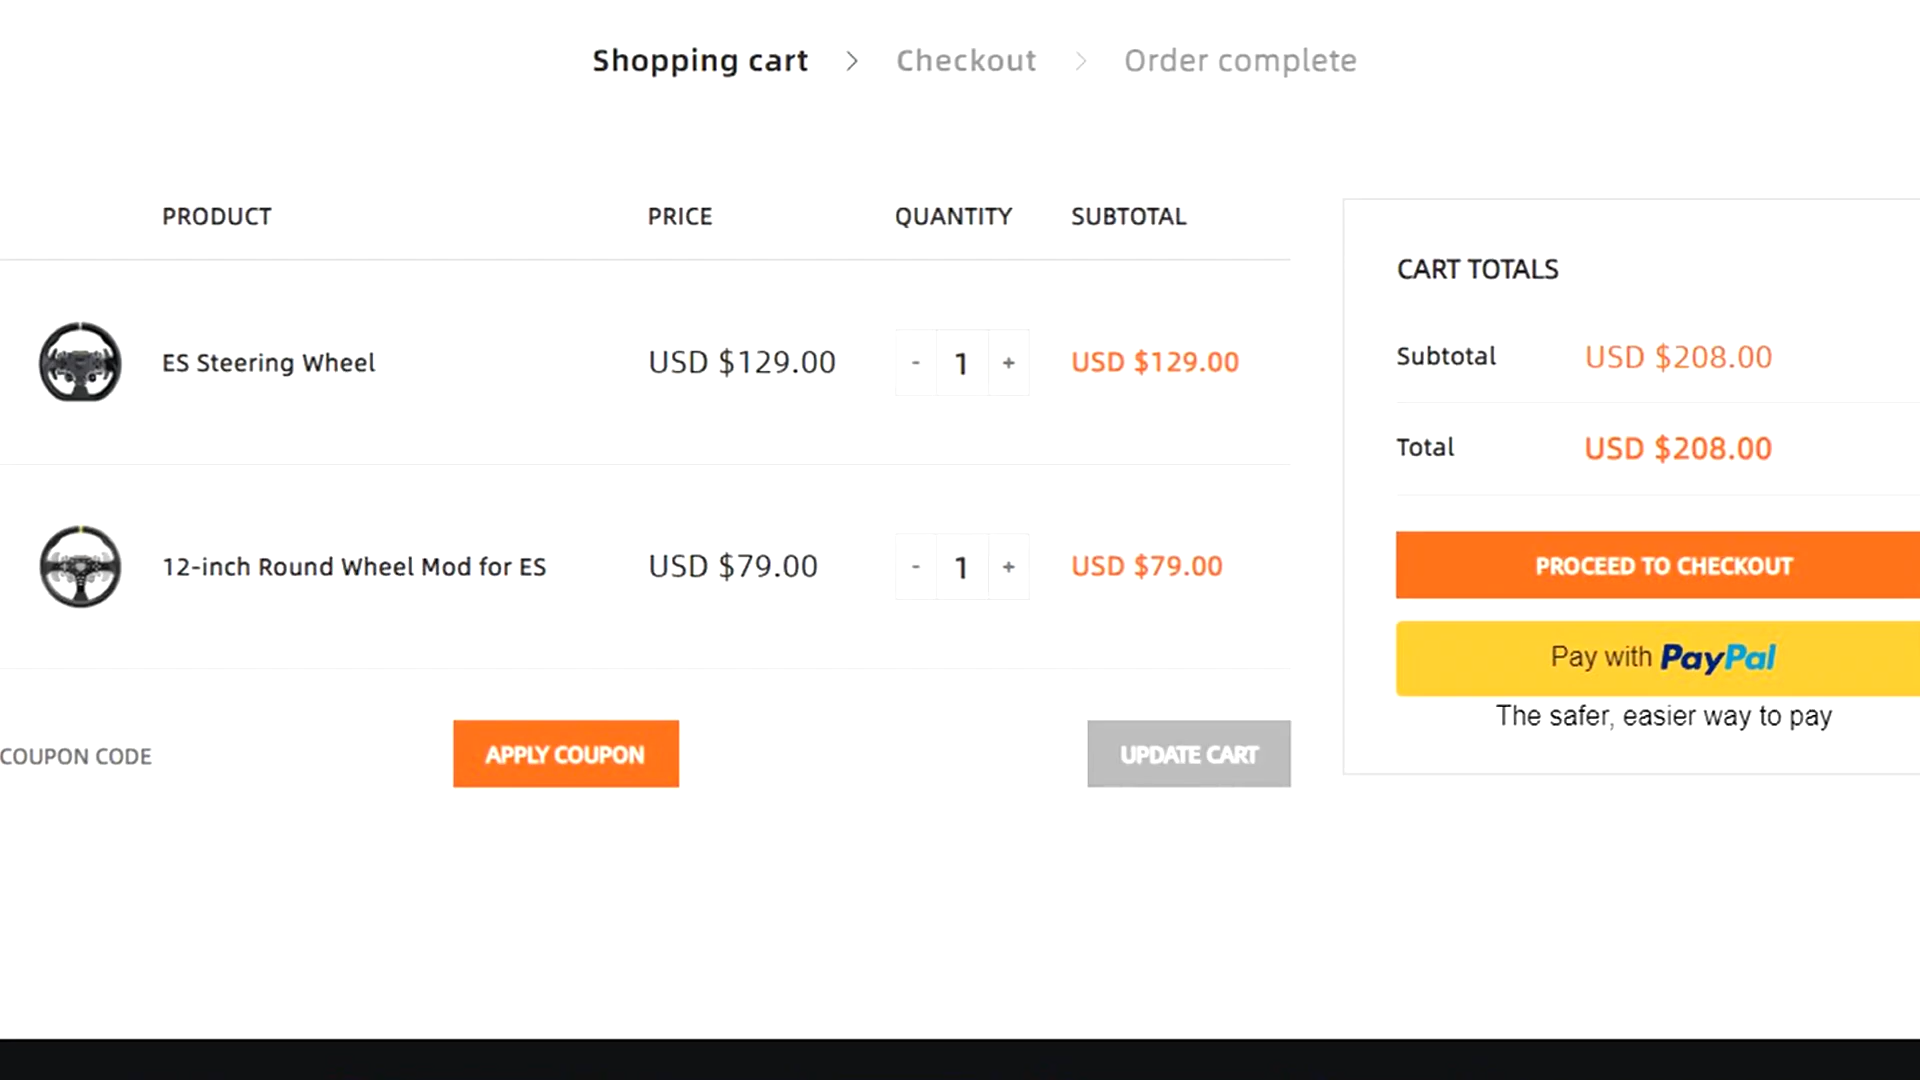 Shopping cart > Checkout > Order complete
PRODUCT PRICE QUANTITY SUBTOTAL
ES Steering Wheel USD $129.00 - 1 + USD $129.00
12-inch Round Wheel Mod for ES USD $79.00 - 1 + USD $79.00
COUPON CODE APPLY COUPON UPDATE CART
CART TOTALS
Subtotal USD $208.00
Total USD $208.00
PROCEED TO CHECKOUT
Pay with PayPal
The safer, easier way to pay